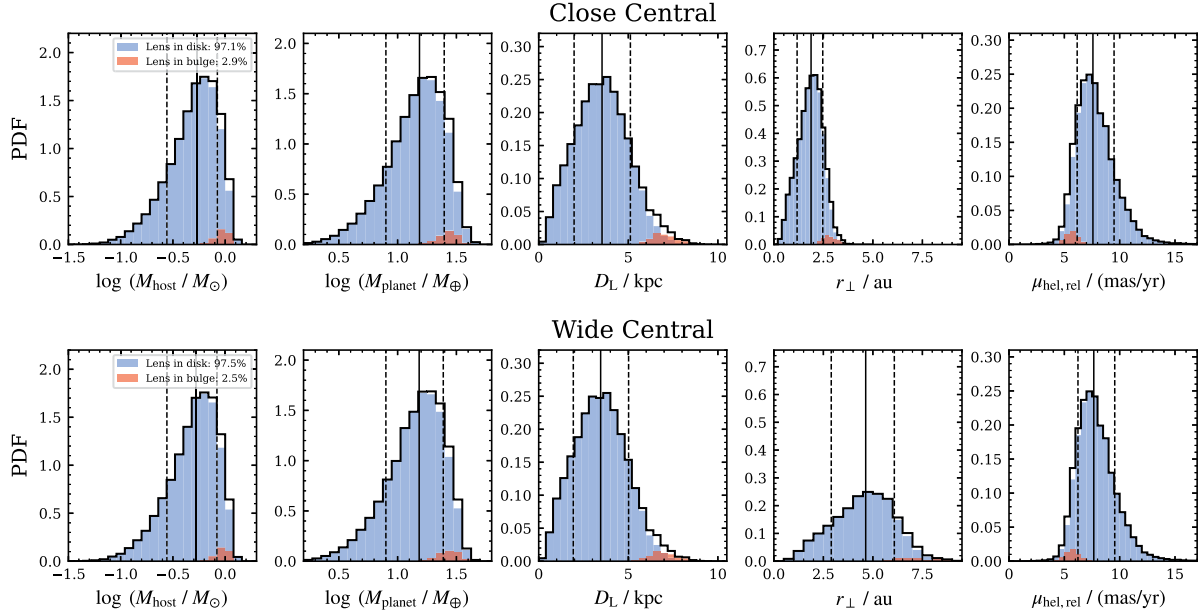 Close Central
Lens in disk: 97.1%
Lens in bulge: 2.9%
PDF
0.0 0.5 1.0 1.5 2.0
0.0 0.5 1.0 1.5 2.0
0.00 0.05 0.10 0.15 0.20 0.25 0.30
0.0 0.1 0.2 0.3 0.4 0.5 0.6 0.7
0.00 0.05 0.10 0.15 0.20 0.25 0.30
−1.5 −1.0 −0.5 0.0
0.5 1.0 1.5
0 5 10
0.0 2.5 5.0 7.5
0 5 10 15
log (M_host / M_⊙)
log (M_planet / M_⊕)
D_L / kpc
r_⊥ / au
μ_hel, rel / (mas/yr)
Wide Central
Lens in disk: 97.5%
Lens in bulge: 2.5%
PDF
0.0 0.5 1.0 1.5 2.0
0.0 0.5 1.0 1.5 2.0
0.00 0.05 0.10 0.15 0.20 0.25 0.30
0.0 0.1 0.2 0.3 0.4 0.5 0.6 0.7
0.00 0.05 0.10 0.15 0.20 0.25 0.30
−1.5 −1.0 −0.5 0.0
0.5 1.0 1.5
0 5 10
0.0 2.5 5.0 7.5
0 5 10 15
log (M_host / M_⊙)
log (M_planet / M_⊕)
D_L / kpc
r_⊥ / au
μ_hel, rel / (mas/yr)